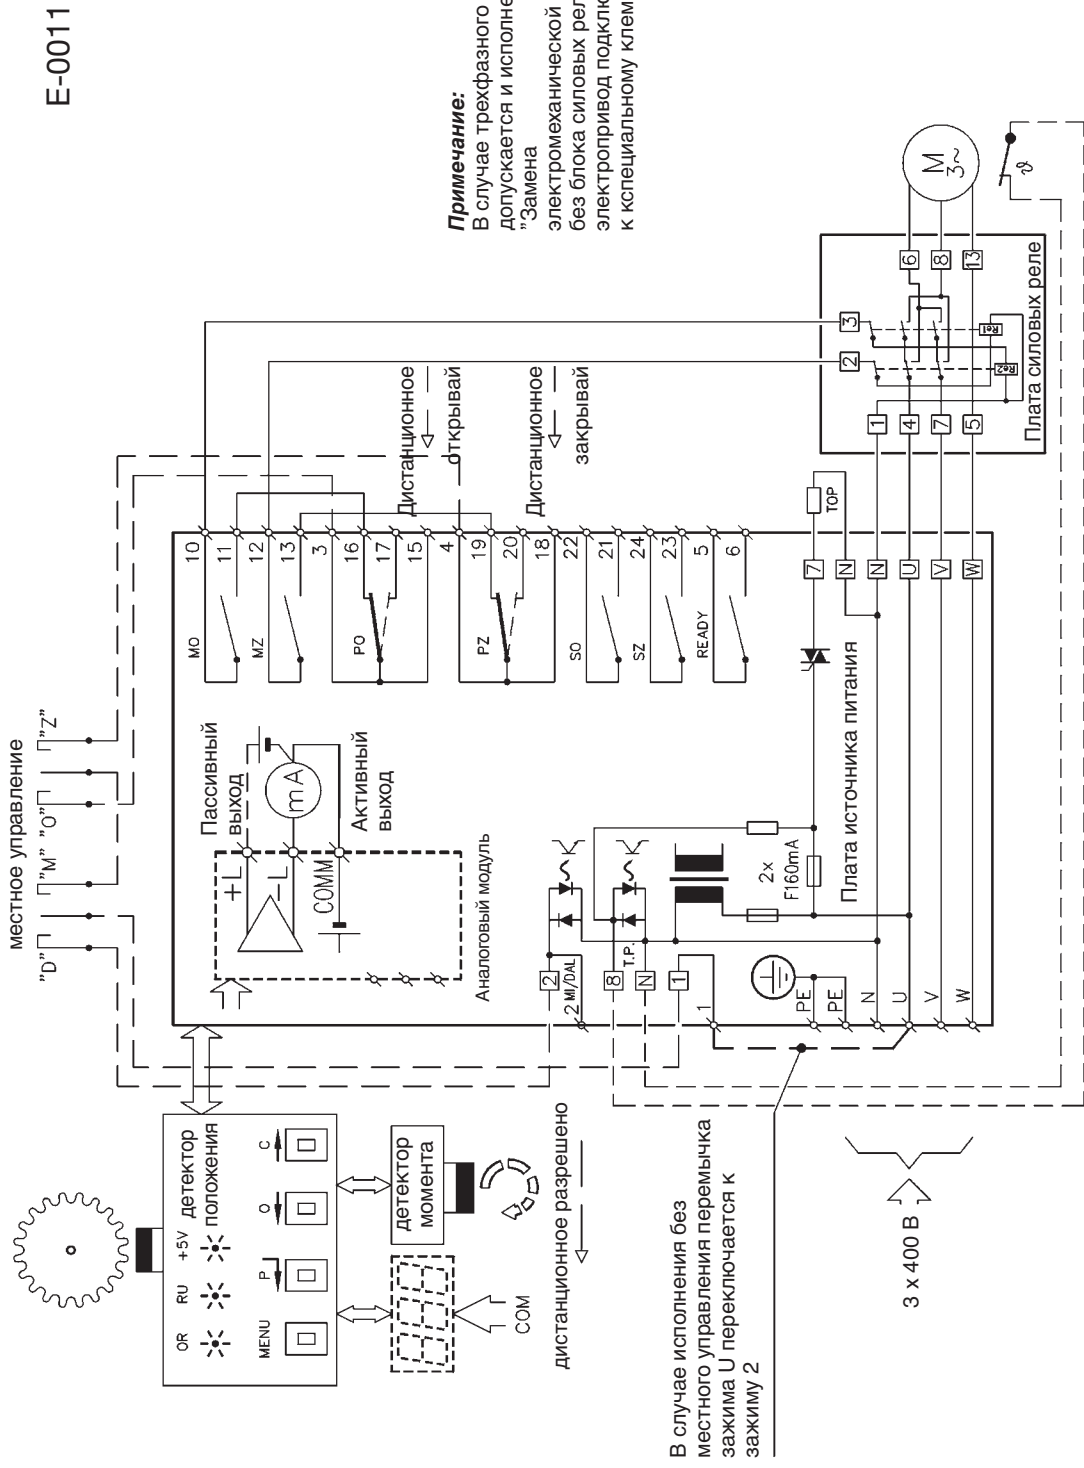 E-0011
Примечание:
В случае трехфазного
допускается и исполне
"Замена
электромеханической
без блока силовых рел
электропривод подклю
к кспециальному клем
местное управление
"D"
"M"
"O"
"Z"
Пассивный
выход
+L
-L
mA
COMM
Активный
выход
Аналоговый модуль
MO
MZ
PO
PZ
SO
SZ
READY
10
11
12
13
3
16
17
15
4
19
20
18
22
21
24
23
5
6
Дистанционное
открывай
Дистанционное
закрывай
3
2
6
8
13
Re1
Re2
1
4
7
5
Плата силовых реле
M
3~
ϑ
TOP
7
N
N
U
V
W
2x
F160mA
Плата источника питания
2
2 MI/DAL
8
T.P.
N
1
1
PE
PE
N
U
V
W
детектор
положения
+5V
RU
OR
C
O
P
MENU
детектор
момента
COM
дистанционное разрешено
В случае исполнения без
местного управления перемычка
зажима U переключается к
зажиму 2
3 x 400 В